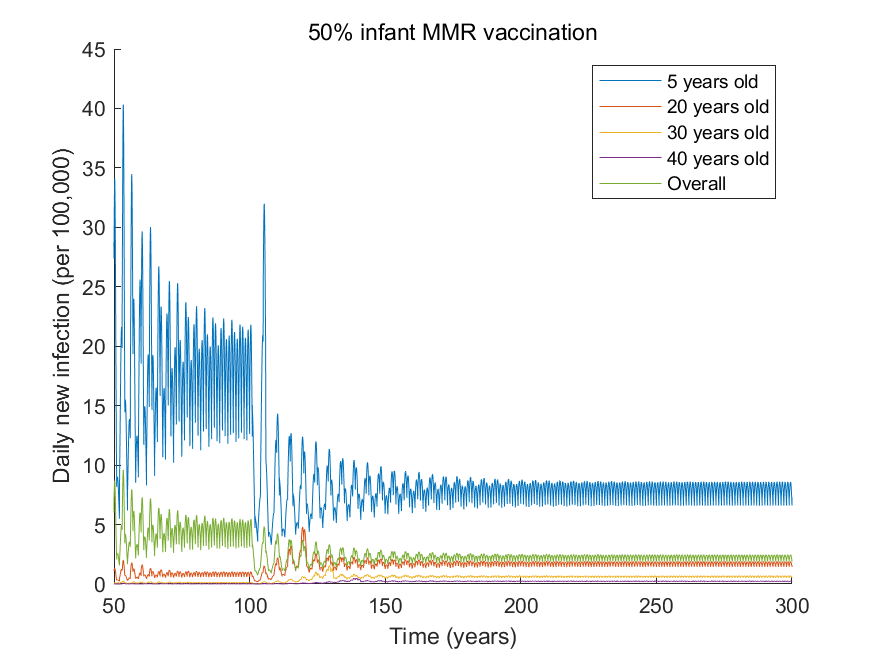 50% infant MMR vaccination
45
40
35
30
25
20
15
10
5
0
Daily new infection (per 100,000)
5 years old
20 years old
30 years old
40 years old
Overall
50
100
150
200
250
300
Time (years)